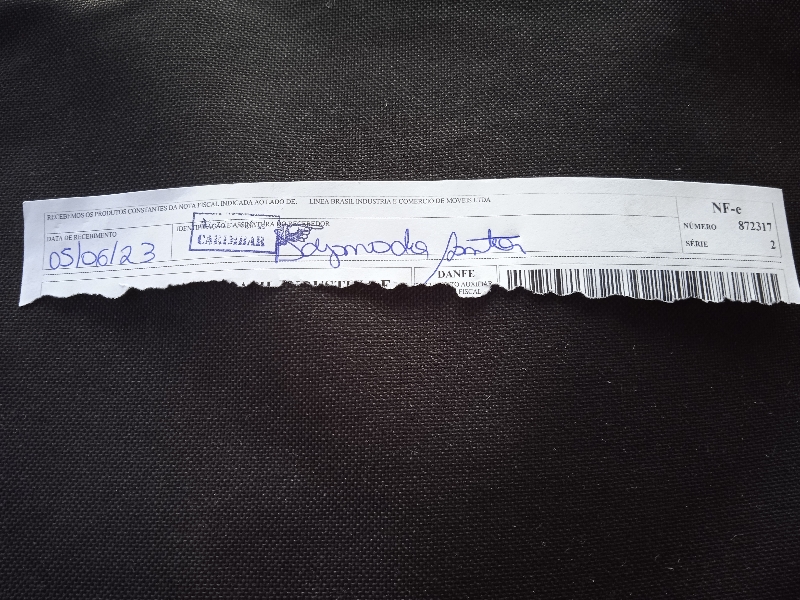 RECEBEMOS OS PRODUTOS CONSTANTES DA NOTA FISCAL INDICADA AO LADO DE: LINEA BRASIL INDUSTRIA E COMERCIO DE MOVEIS LTDA
NF-e
NÚMERO 872317
SÉRIE 2
DATA DE RECEBIMENTO
IDENTIFICAÇÃO E ASSINATURA DO RECEBEDOR
05/06/23
DANFE
FISCAL